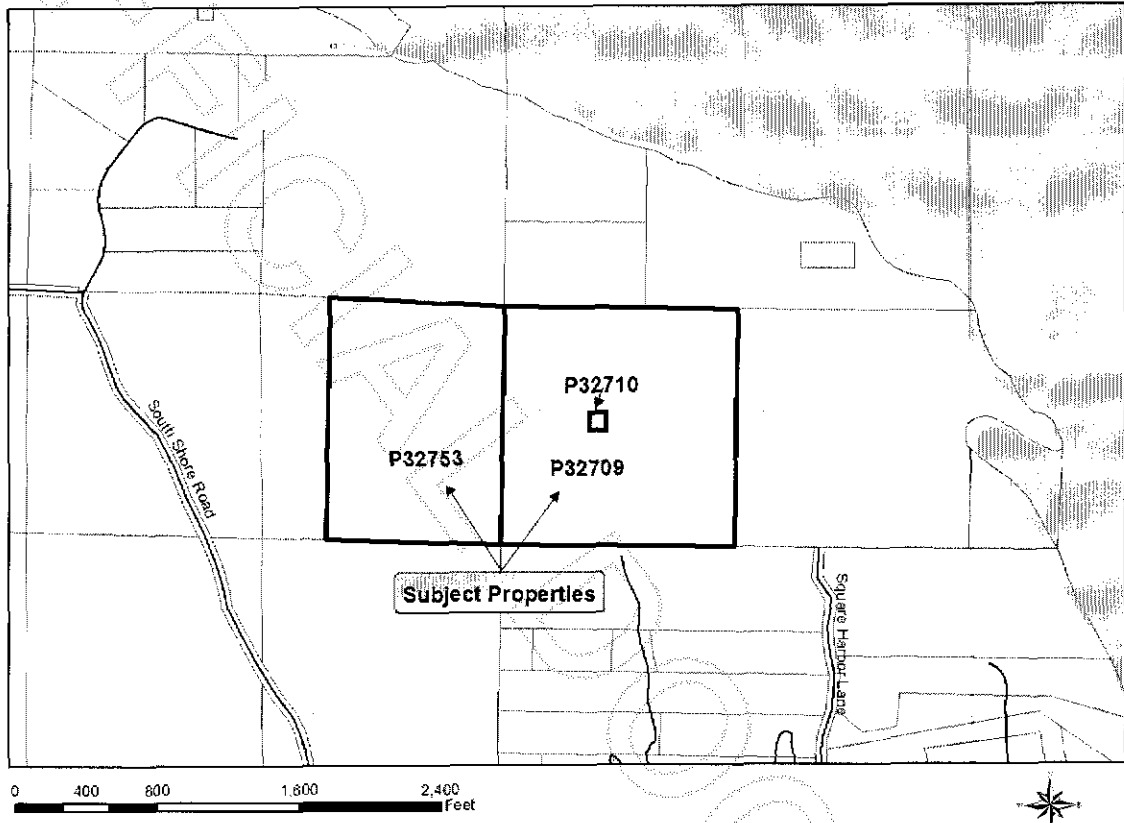 P32710
P32753
P32709
South Shore Road
Subject Properties
Square Harbor Lane
0 400 800 1,600 2,400
Feet